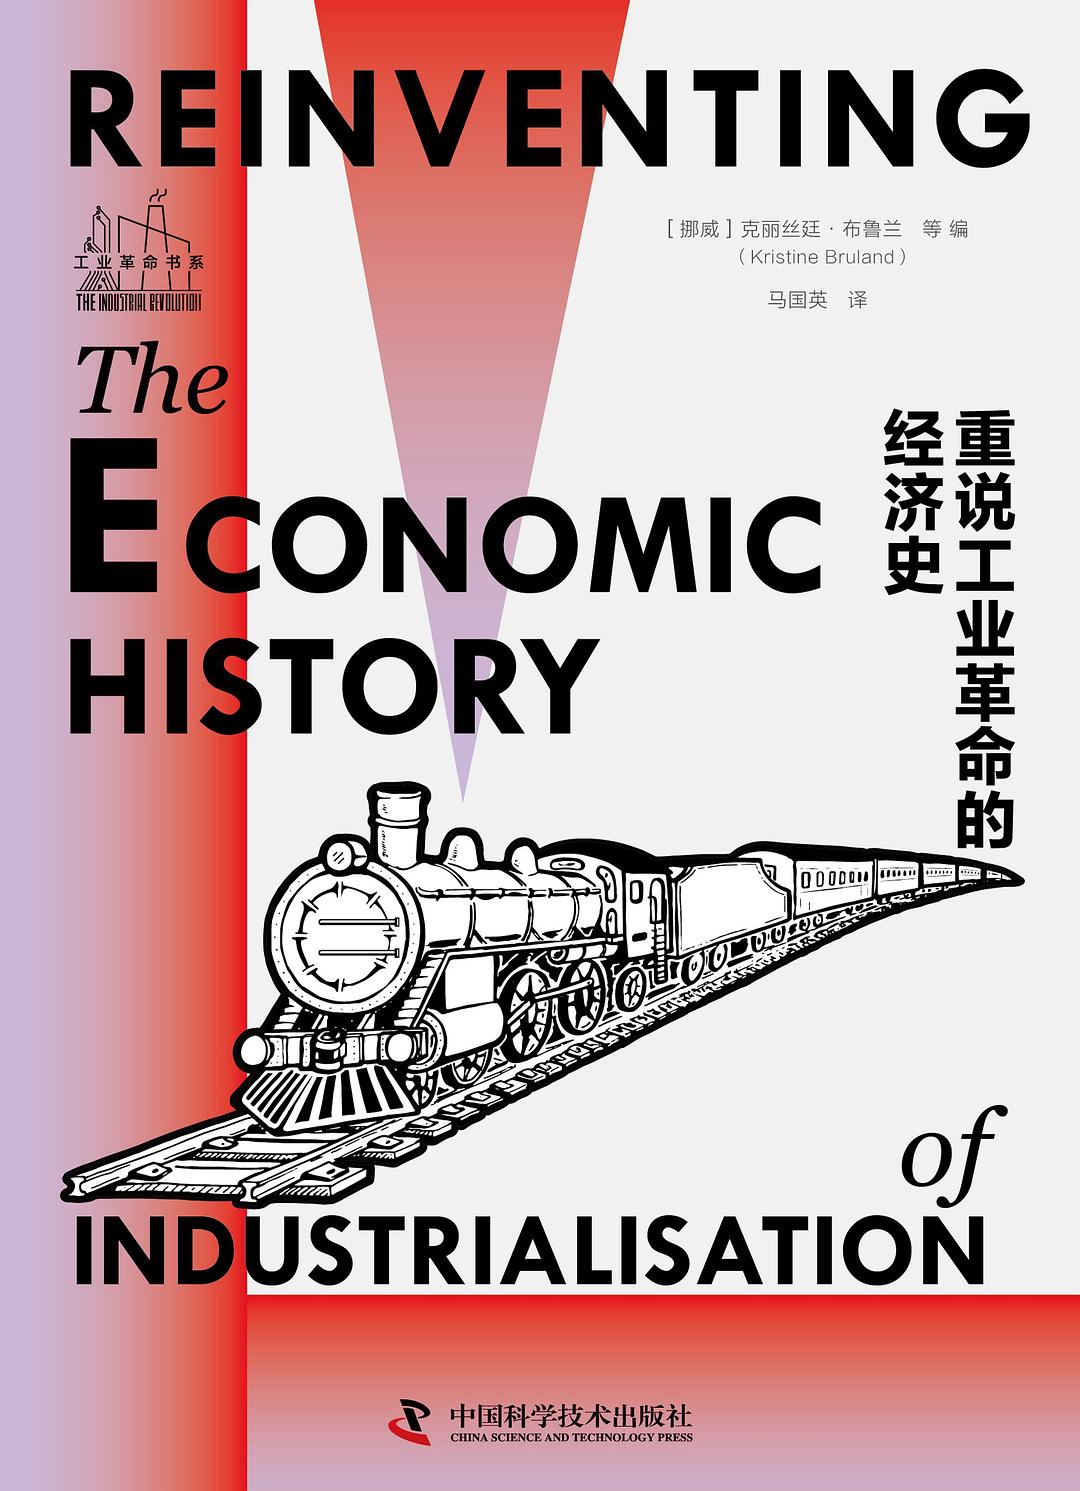 REINVENTING
[挪威] 克丽丝廷·布鲁兰 等 编
(Kristine Bruland)
马国英 译
工业革命书系
THE INDUSTRIAL REVOLUTION
The
ECONOMIC
HISTORY
重说工业革命的
经济史
of
INDUSTRIALISATION
中国科学技术出版社
CHINA SCIENCE AND TECHNOLOGY PRESS